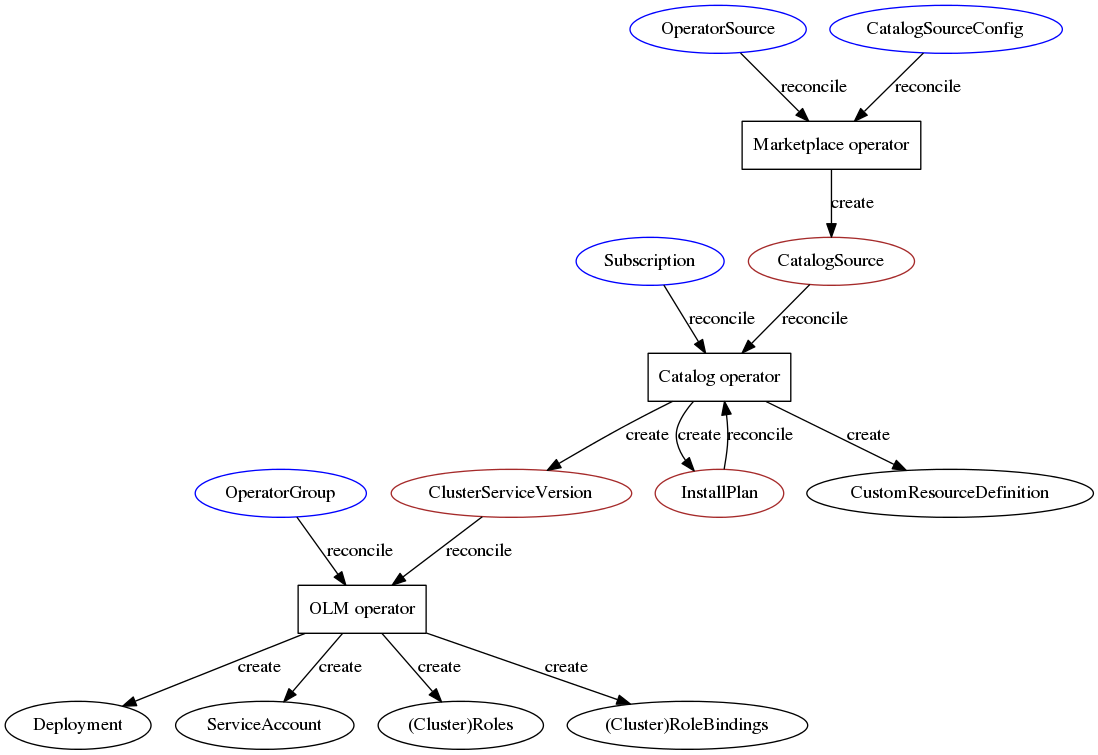 OperatorSource
CatalogSourceConfig
reconcile
reconcile
Marketplace operator
create
Subscription
CatalogSource
reconcile
reconcile
Catalog operator
create
create
reconcile
create
OperatorGroup
ClusterServiceVersion
InstallPlan
CustomResourceDefinition
reconcile
reconcile
OLM operator
create
create
create
create
Deployment
ServiceAccount
(Cluster)Roles
(Cluster)RoleBindings